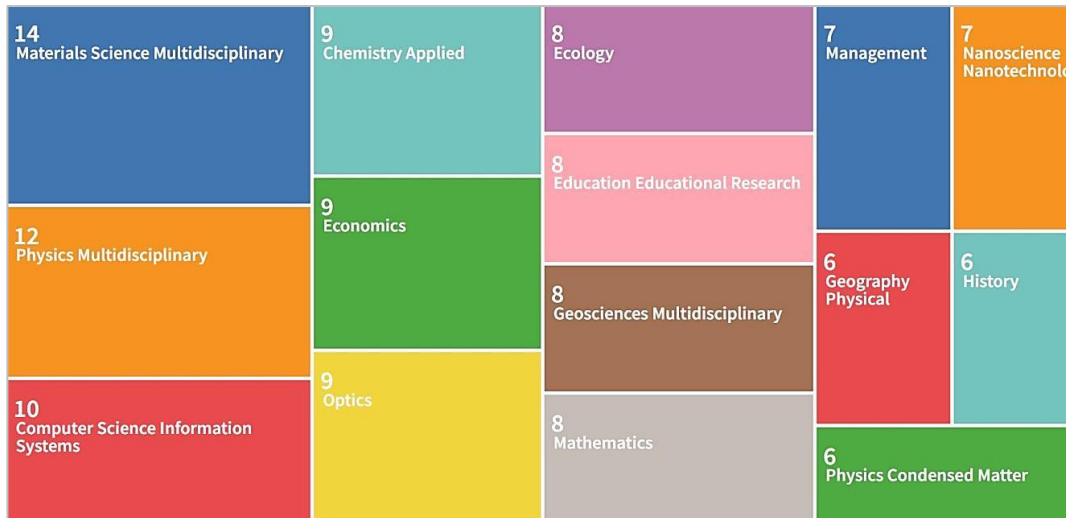 14
Materials Science Multidisciplinary
12
Physics Multidisciplinary
10
Computer Science Information
Systems
9
Chemistry Applied
9
Economics
9
Optics
8
Ecology
8
Education Educational Research
8
Geosciences Multidisciplinary
8
Mathematics
7
Management
7
Nanoscience
Nanotechnolo
6
Geography
Physical
6
History
6
Physics Condensed Matter